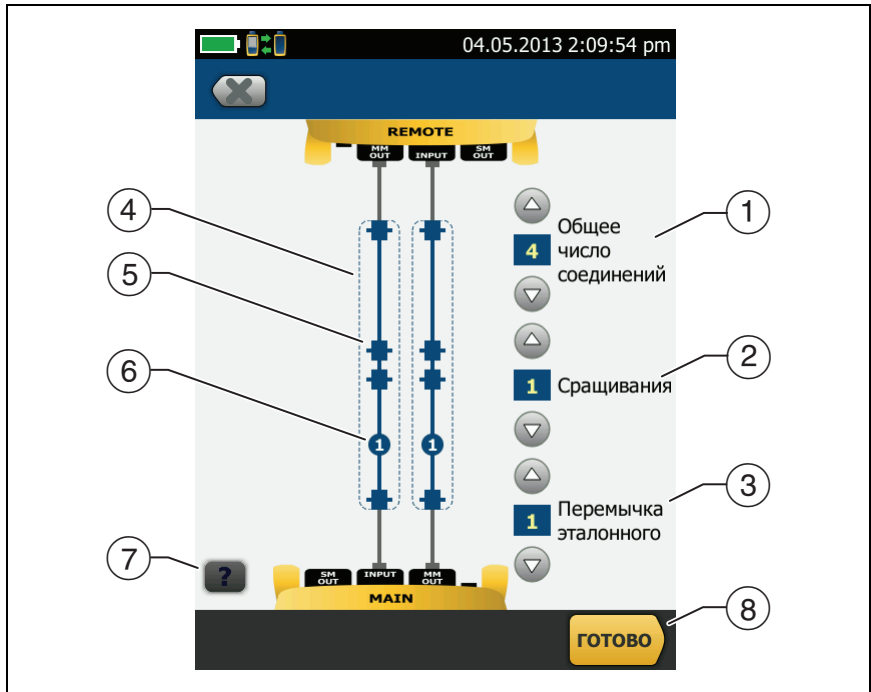 04.05.2013 2:09:54 pm
REMOTE
MM OUT
INPUT
SM OUT
4
Общее
число
соединений
1
Сращивания
1
Перемычка
эталонного
1
1
?
SM OUT
INPUT
MM OUT
MAIN
ГОТОВО
1
2
3
4
5
6
7
8